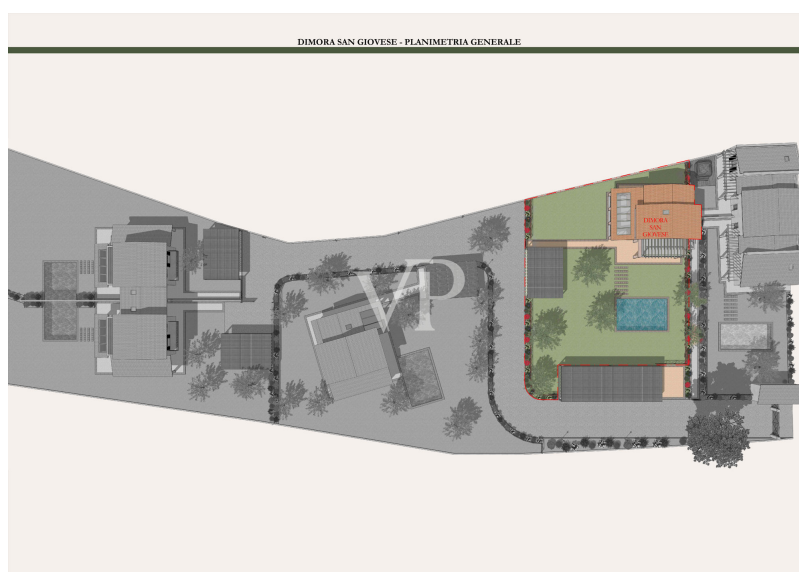 DIMORA SAN GIOVESE - PLANIMETRIA GENERALE
DIMORA
SAN
GIOVESE
VP